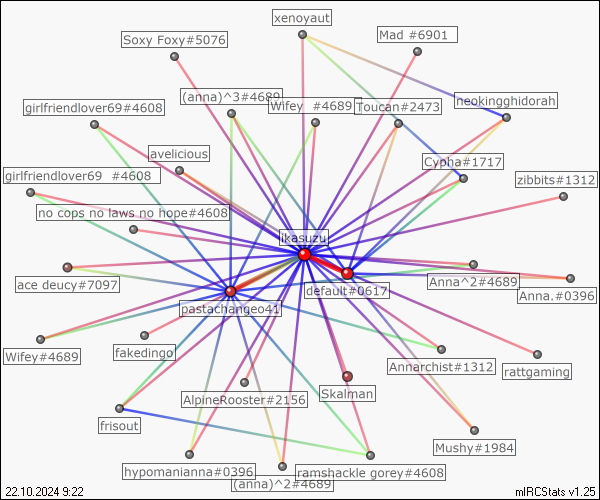 xenoyaut
Mad #6901
Soxy Foxy#5076
(anna)^3#4689
Wifey  #4689
Toucan#2473
neokingghidorah
girlfriendlover69#4608
avelicious
Cypha#1717
girlfriendlover69  #4608
zibbits#1312
no cops no laws no hope#4608
ikasuzu
ace deucy#7097
default#0617
Anna^2#4689
Anna.#0396
pastachangeo41
Wifey#4689
fakedingo
Annarchist#1312
rattgaming
AlpineRooster#2156
Skalman
frisout
Mushy#1984
hypomanianna#0396
ramshackle gorey#4608
(anna)^2#4689
22.10.2024 9:22
mIRCStats v1.25